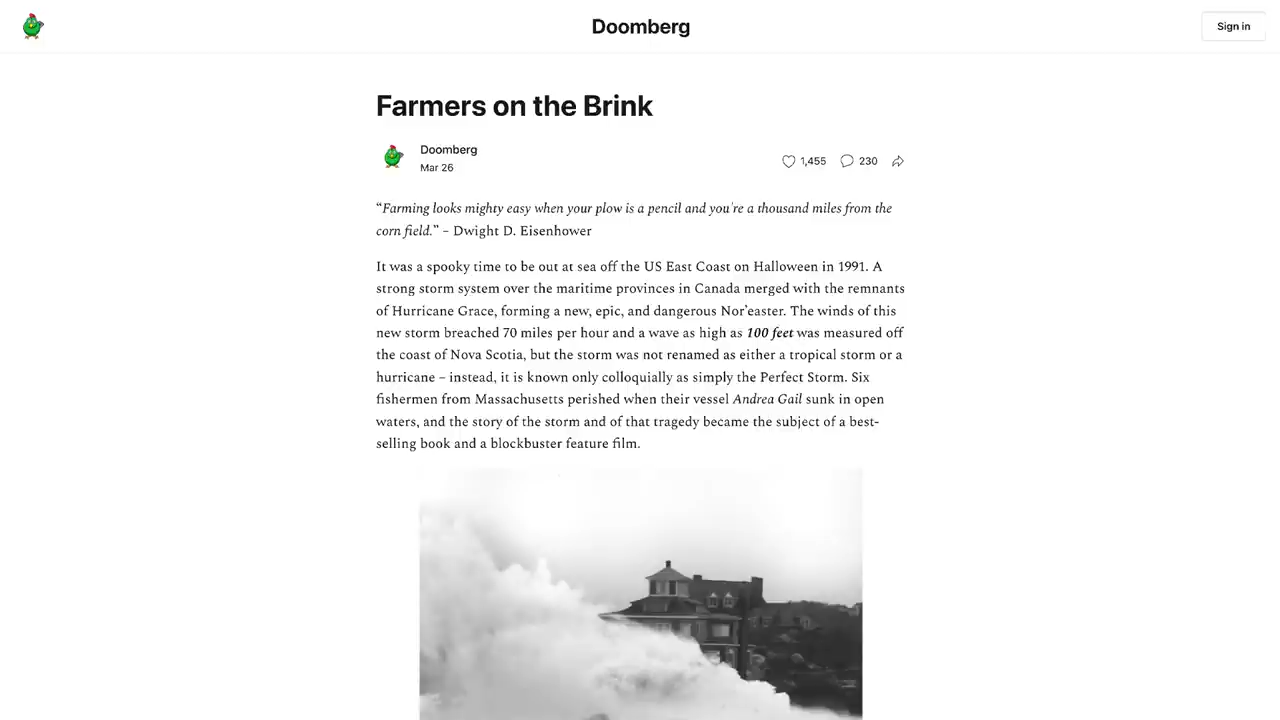 Doomberg
Sign in
Farmers on the Brink
Doomberg
Mar 26
1,455
230
“Farming looks mighty easy when your plow is a pencil and you're a thousand miles from the
corn field.” – Dwight D. Eisenhower
It was a spooky time to be out at sea off the US East Coast on Halloween in 1991. A
strong storm system over the maritime provinces in Canada merged with the remnants
of Hurricane Grace, forming a new, epic, and dangerous Nor’easter. The winds of this
new storm breached 70 miles per hour and a wave as high as 100 feet was measured off
the coast of Nova Scotia, but the storm was not renamed as either a tropical storm or a
hurricane – instead, it is known only colloquially as simply the Perfect Storm. Six
fishermen from Massachusetts perished when their vessel Andrea Gail sunk in open
waters, and the story of the storm and of that tragedy became the subject of a best-
selling book and a blockbuster feature film.